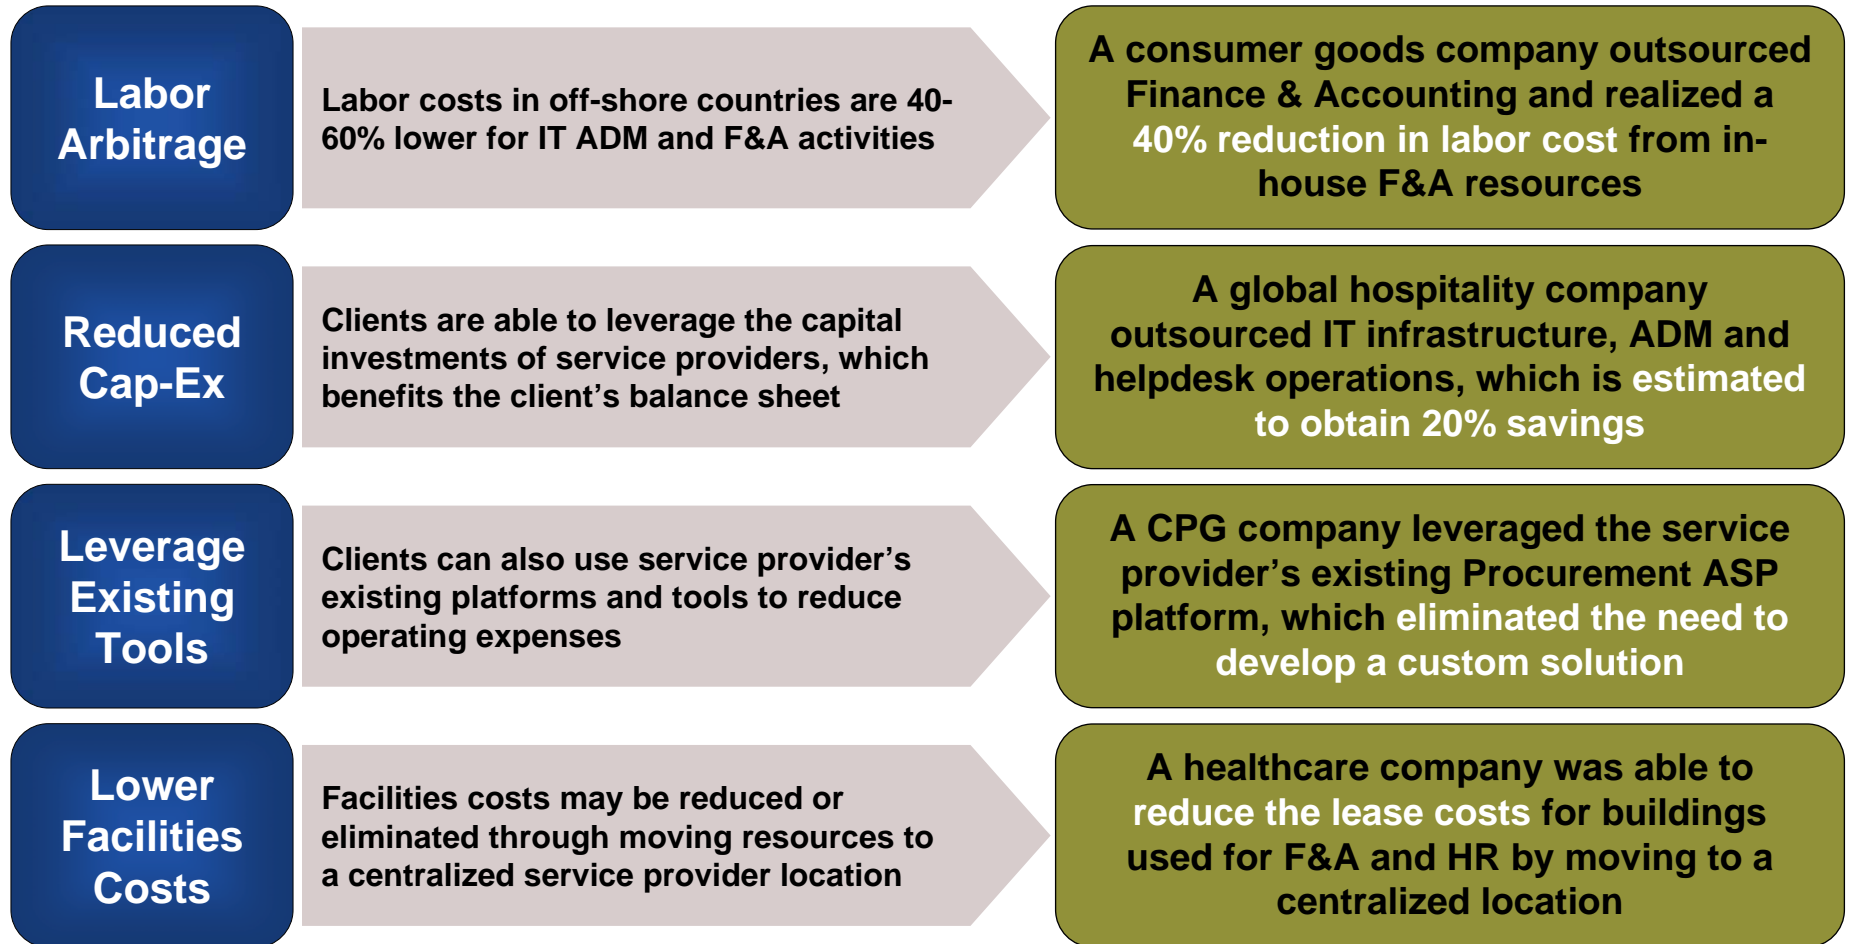 Labor
Arbitrage
Labor costs in off-shore countries are 40-
60% lower for IT ADM and F&A activities
A consumer goods company outsourced
Finance & Accounting and realized a
40% reduction in labor cost from in-
house F&A resources
Reduced
Cap-Ex
Clients are able to leverage the capital
investments of service providers, which
benefits the client’s balance sheet
A global hospitality company
outsourced IT infrastructure, ADM and
helpdesk operations, which is estimated
to obtain 20% savings
Leverage
Existing
Tools
Clients can also use service provider’s
existing platforms and tools to reduce
operating expenses
A CPG company leveraged the service
provider’s existing Procurement ASP
platform, which eliminated the need to
develop a custom solution
Lower
Facilities
Costs
Facilities costs may be reduced or
eliminated through moving resources to
a centralized service provider location
A healthcare company was able to
reduce the lease costs for buildings
used for F&A and HR by moving to a
centralized location